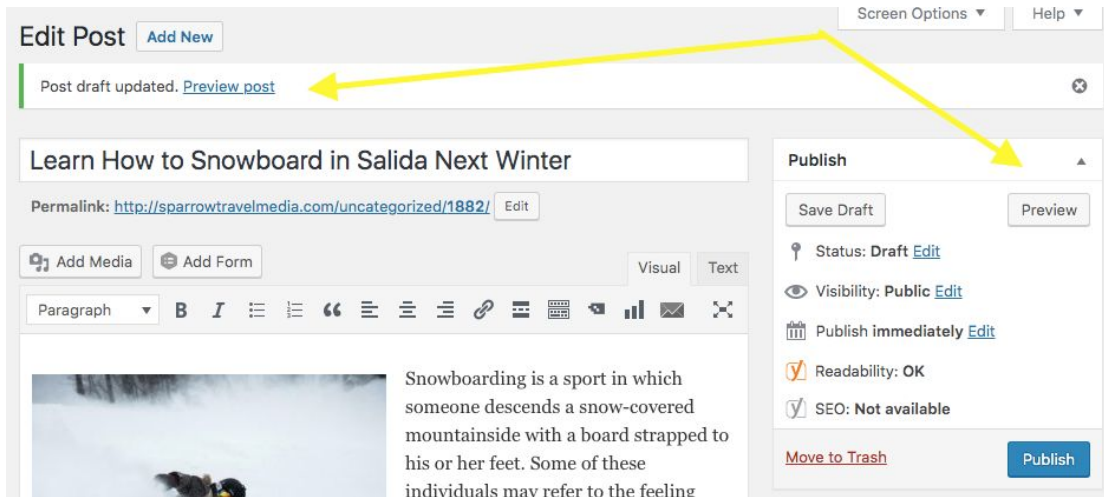 Screen Options
Help
Edit Post
Add New
Post draft updated. Preview post
Learn How to Snowboard in Salida Next Winter
Permalink: http://sparrowtravelmedia.com/uncategorized/1882/ Edit
Add Media
Add Form
Visual
Text
Paragraph
B I
Snowboarding is a sport in which
someone descends a snow-covered
mountainside with a board strapped to
his or her feet. Some of these
individuals may refer to the feeling
Publish
Save Draft
Preview
Status: Draft Edit
Visibility: Public Edit
Publish immediately Edit
Readability: OK
SEO: Not available
Move to Trash
Publish